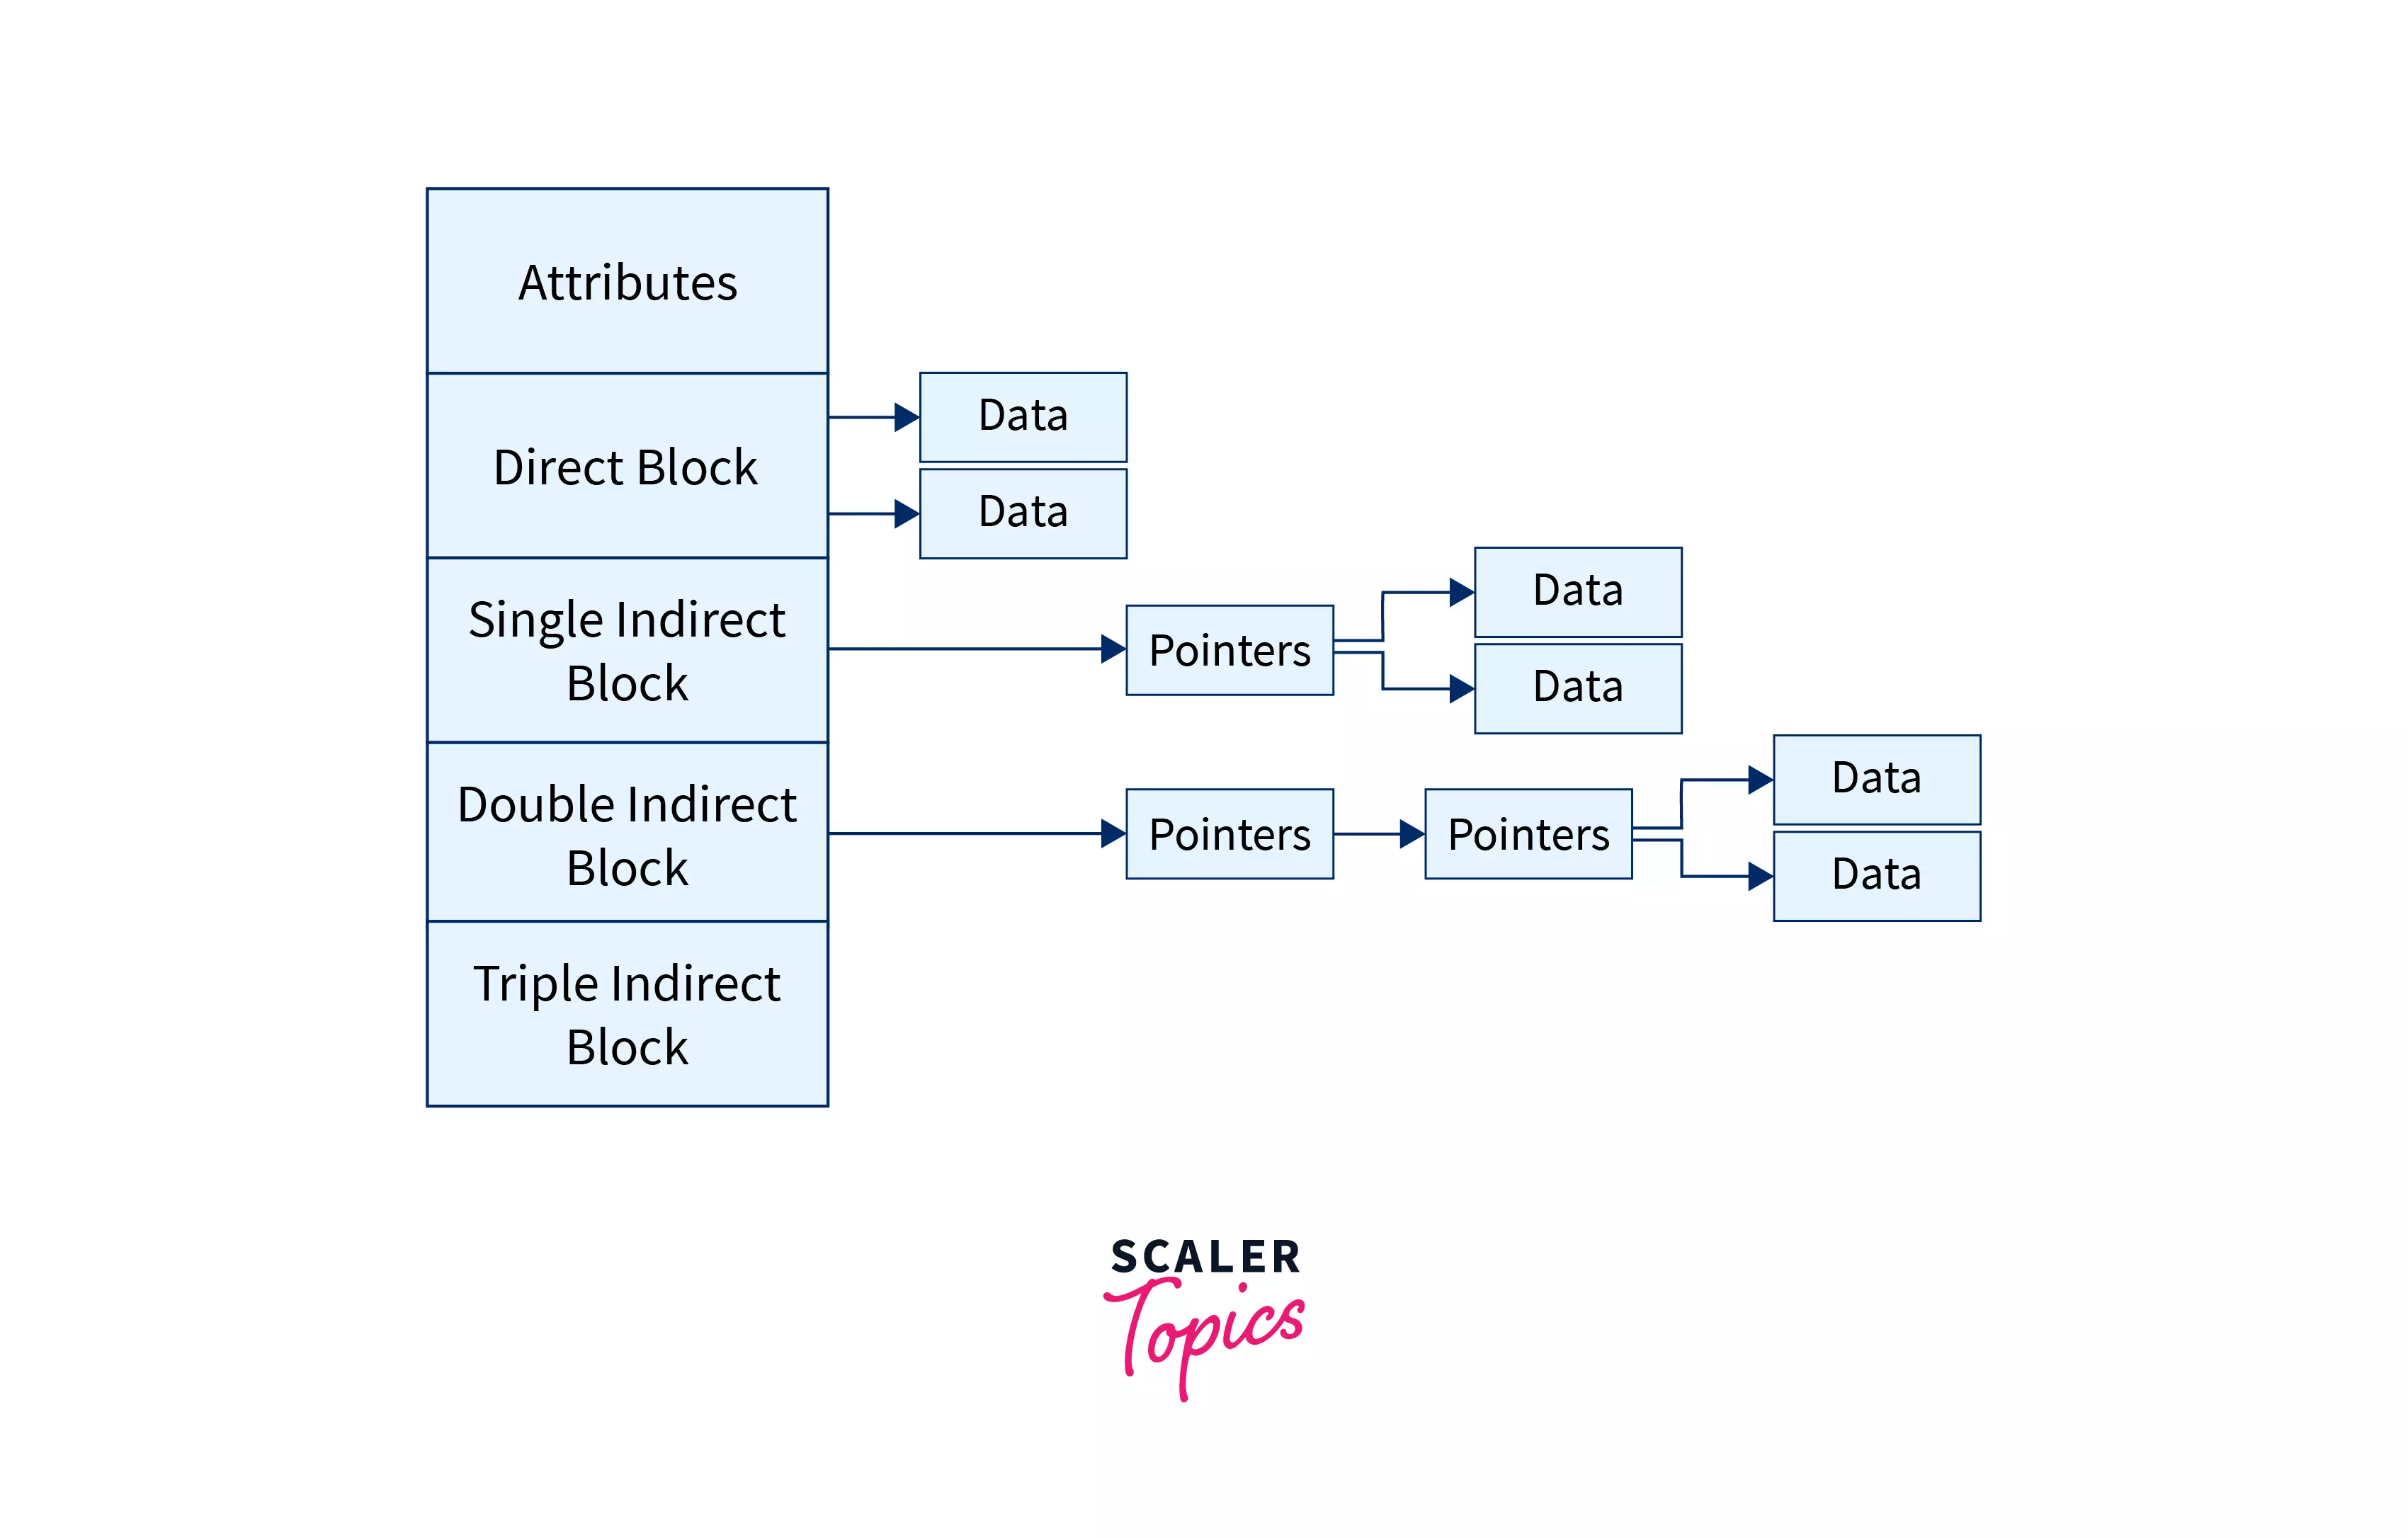 Attributes
Direct Block
Data
Data
Single Indirect
Block
Pointers
Data
Data
Double Indirect
Block
Pointers
Pointers
Data
Data
Triple Indirect
Block
SCALER
Topics